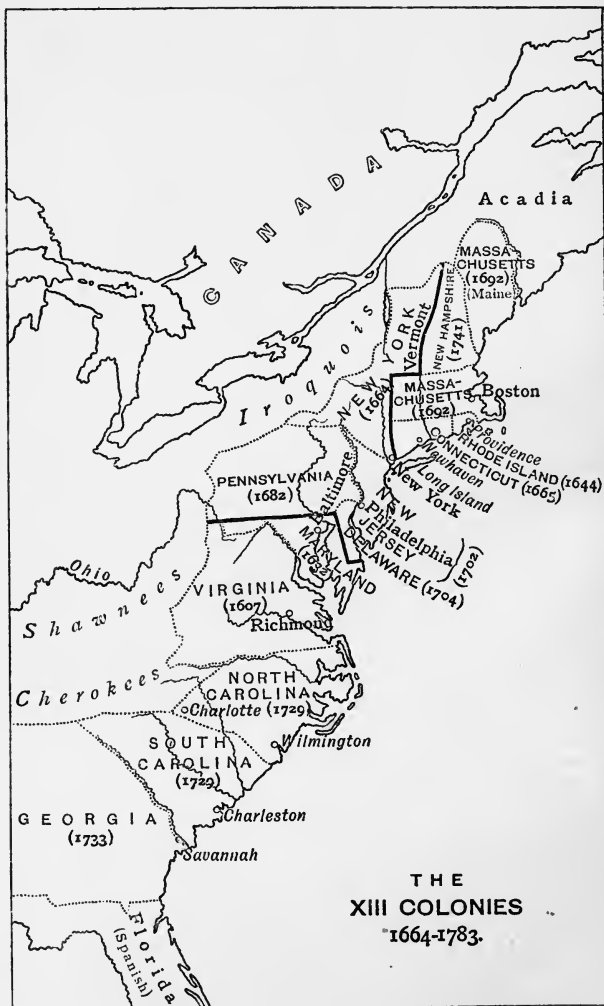 CANADA
Acadia
MASSA-
CHUSETTS
(1692)
(Maine)
Iroquois
NEW YORK
(1664)
Vermont
NEW HAMPSHIRE
(1741)
MASSA-
CHUSETTS
(1692)
Boston
Providence
RHODE ISLAND (1644)
CONNECTICUT (1665)
Newhaven
Long Island
New York
PENNSYLVANIA
(1682)
Baltimore
NEW
JERSEY
(1702)
Philadelphia
DELAWARE (1704)
MARYLAND
(1632)
Ohio
Shawnees
VIRGINIA
(1607)
Richmond
Cherokees
NORTH
CAROLINA
(1729)
Charlotte
Wilmington
SOUTH
CAROLINA
(1729)
Charleston
GEORGIA
(1733)
Savannah
Florida
(Spanish)
THE
XIII COLONIES
1664-1783.